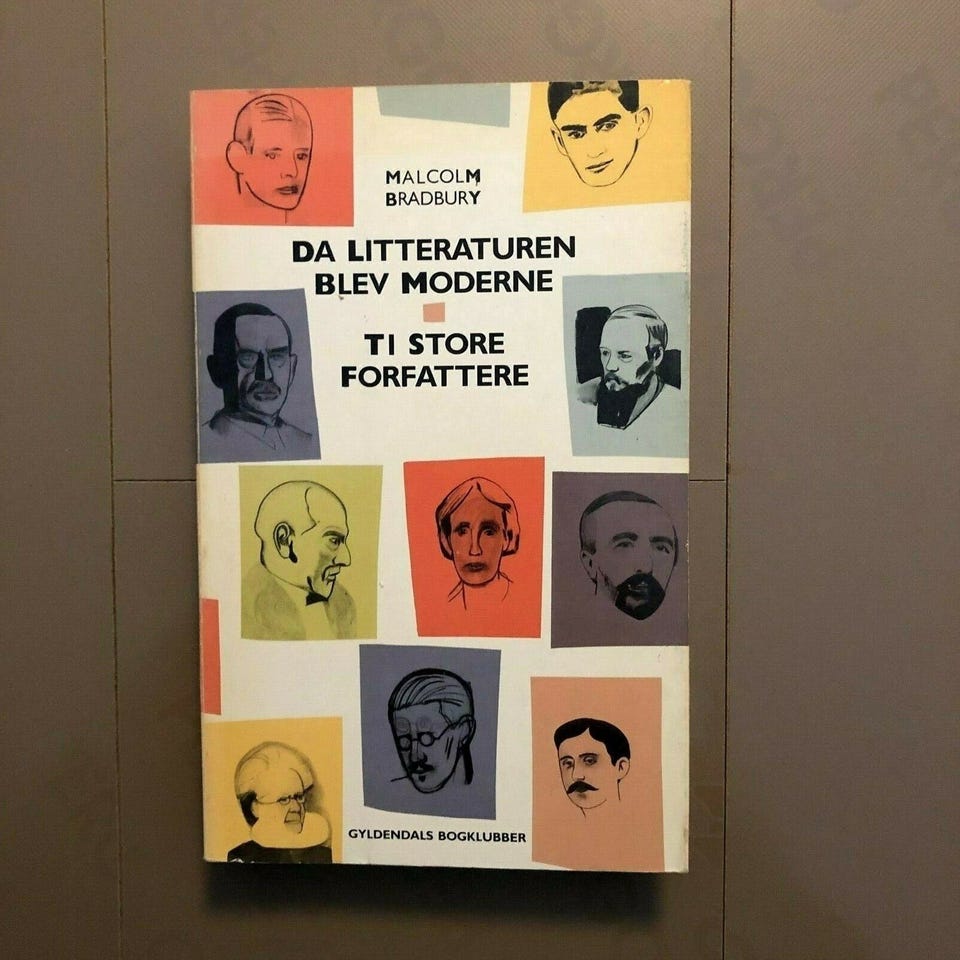 MALCOLM
BRADBURY
DA LITTERATUREN
BLEV MODERNE
TI STORE
FORFATTERE
GYLDENDALS BOGKLUBBER